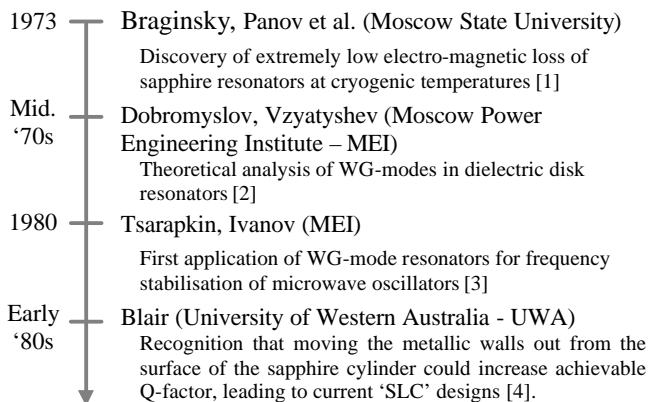 1973 Braginsky, Panov et al. (Moscow State University)
Discovery of extremely low electro-magnetic loss of
sapphire resonators at cryogenic temperatures [1]
Mid.
‘70s
Dobromyslov, Vzyatyshev (Moscow Power
Engineering Institute – MEI)
Theoretical analysis of WG-modes in dielectric disk
resonators [2]
1980 Tsarapkin, Ivanov (MEI)
First application of WG-mode resonators for frequency
stabilisation of microwave oscillators [3]
Early
‘80s
Blair (University of Western Australia - UWA)
Recognition that moving the metallic walls out from the
surface of the sapphire cylinder could increase achievable
Q-factor, leading to current ‘SLC’ designs [4].